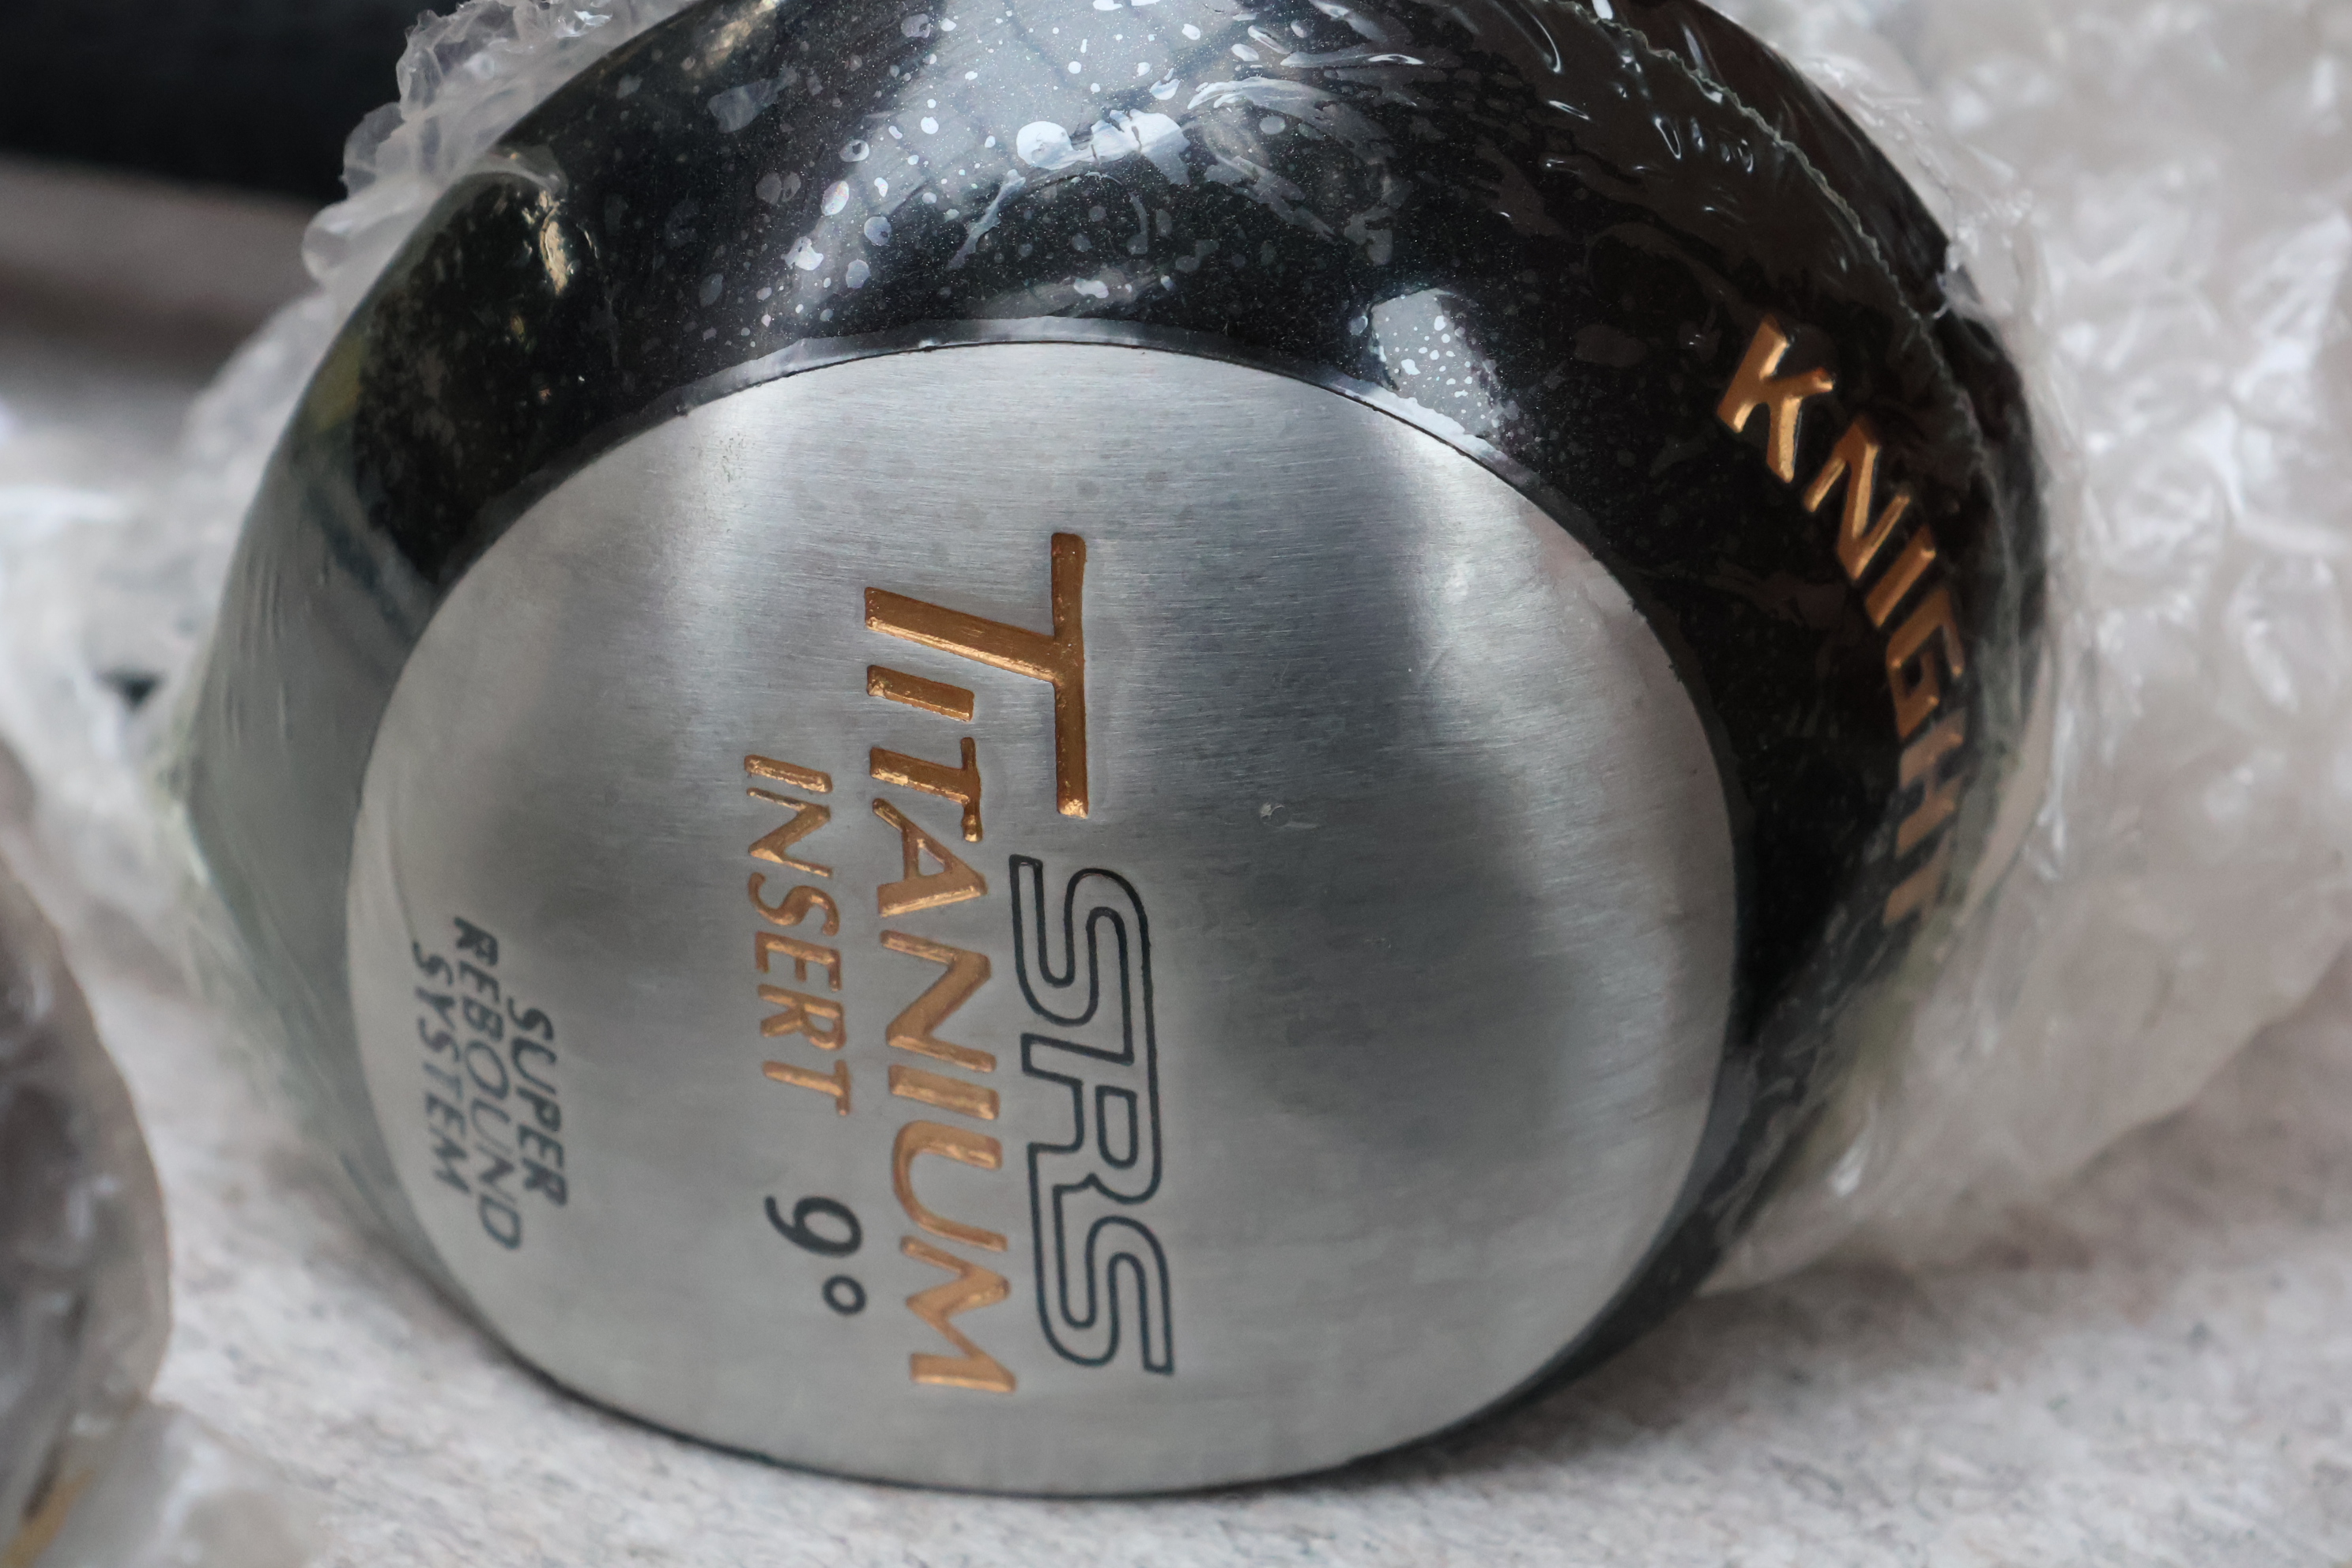 KNIGHT
SRS
TITANIUM
INSERT 9°
SUPER
REBOUND
SYSTEM